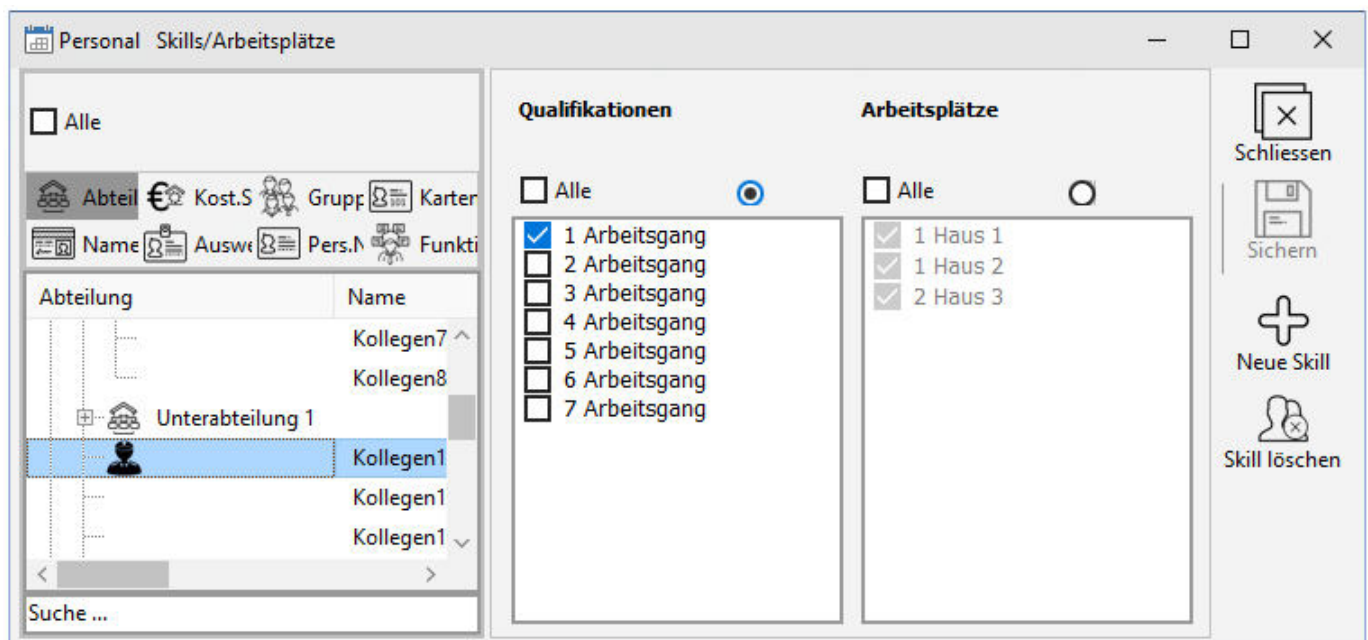 Personal Skills/Arbeitsplätze
Alle
Abteil Kost.S Grupp Karten
Name Auswe Pers.N Funkti
Abteilung Name
Kollegen7
Kollegen8
Unterabteilung 1
Kollegen1
Kollegen1
Kollegen1
Suche ...
Qualifikationen
Alle
1 Arbeitsgang
2 Arbeitsgang
3 Arbeitsgang
4 Arbeitsgang
5 Arbeitsgang
6 Arbeitsgang
7 Arbeitsgang
Arbeitsplätze
Alle
1 Haus 1
1 Haus 2
2 Haus 3
Schliessen
Sichern
Neue Skill
Skill löschen